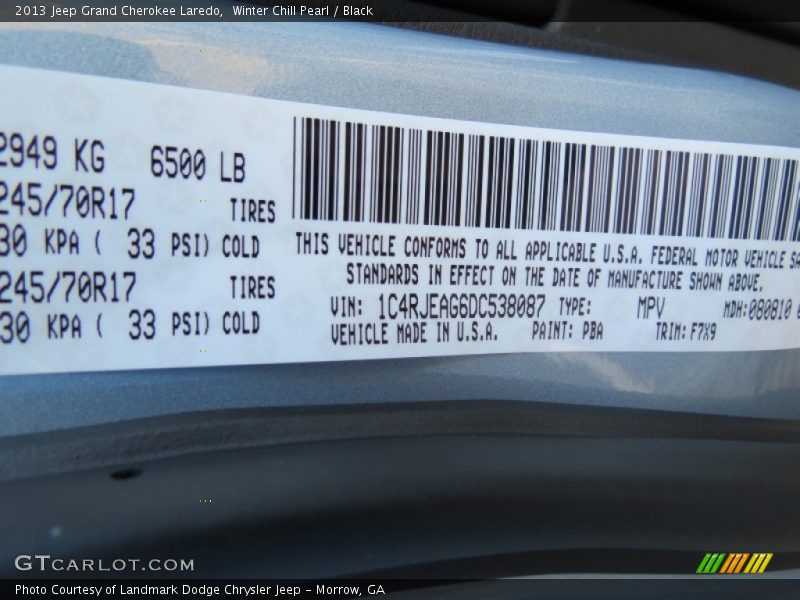 2013 Jeep Grand Cherokee Laredo, Winter Chill Pearl / Black
2949 KG 6500 LB
245/70R17 TIRES
30 KPA ( 33 PSI) COLD
245/70R17 TIRES
30 KPA ( 33 PSI) COLD
THIS VEHICLE CONFORMS TO ALL APPLICABLE U.S.A. FEDERAL MOTOR VEHICLE SA
STANDARDS IN EFFECT ON THE DATE OF MANUFACTURE SHOWN ABOVE.
VIN: 1C4RJEAG6DC538087 TYPE: MPV MDH:080810
VEHICLE MADE IN U.S.A. PAINT: PBA TRIM: F7X9
GTCARLOT.COM
Photo Courtesy of Landmark Dodge Chrysler Jeep - Morrow, GA